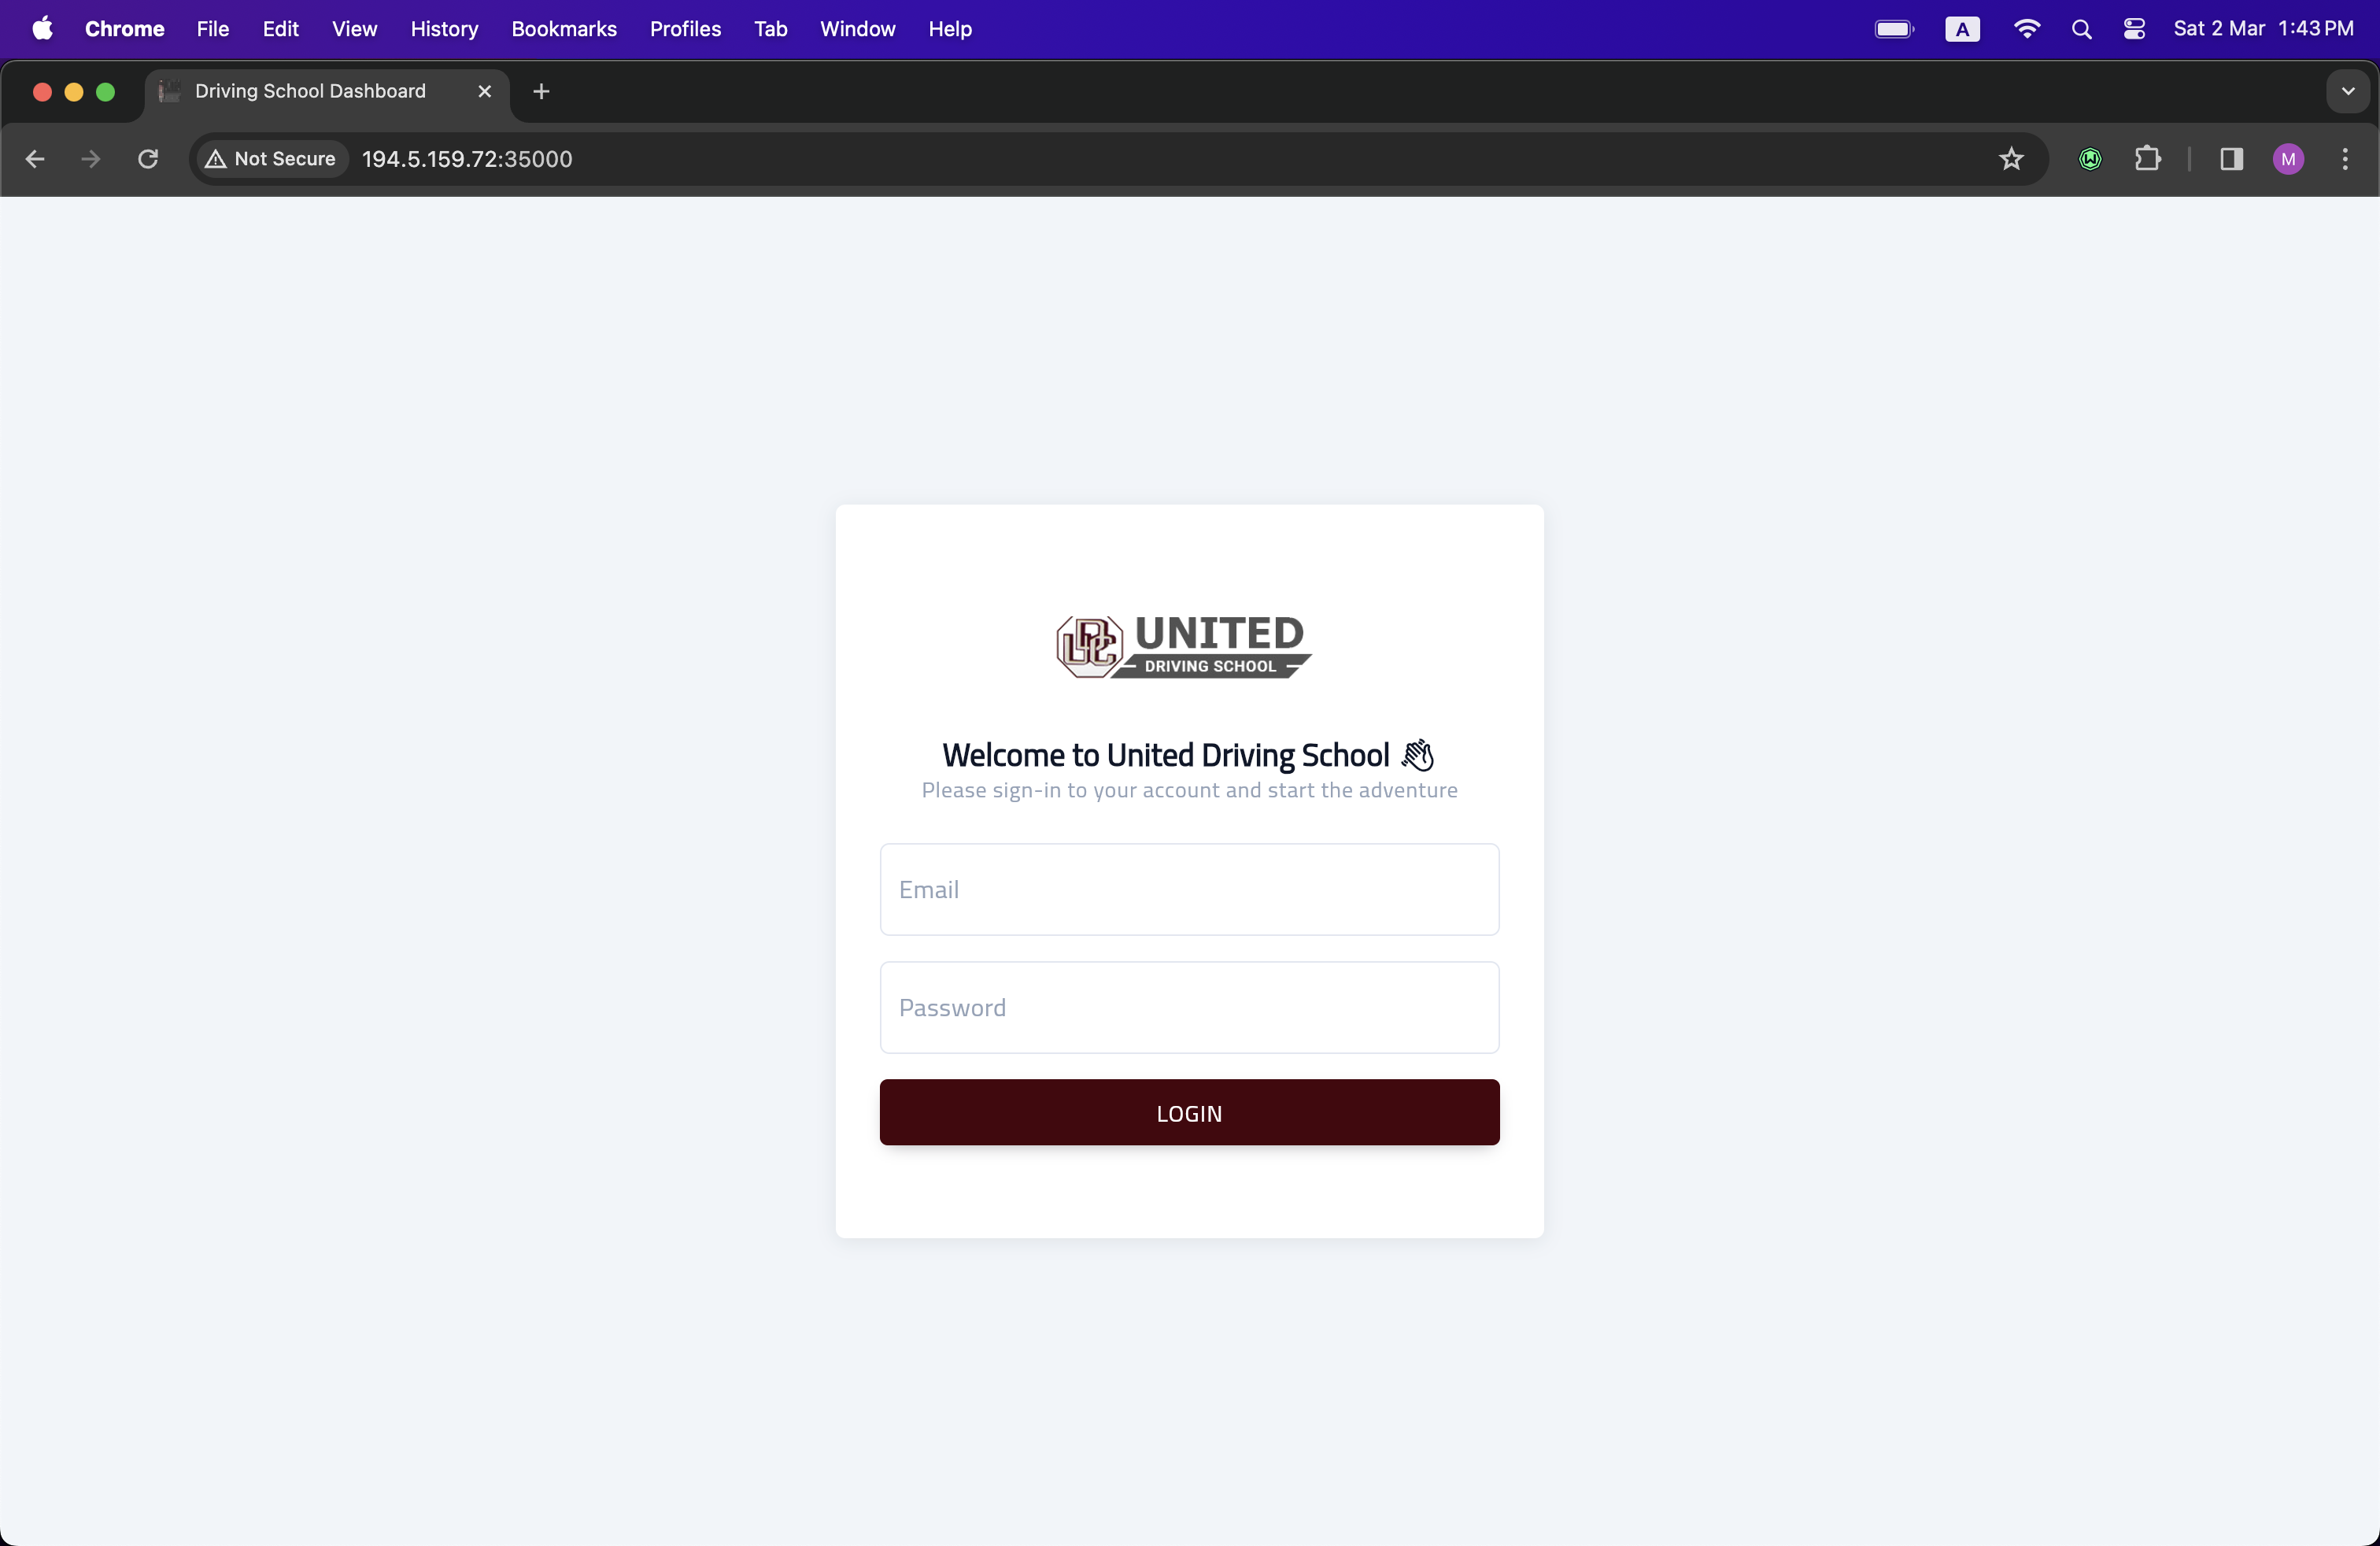 Chrome File Edit View History Bookmarks Profiles Tab Window Help A Sat 2 Mar 1:43 PM
Driving School Dashboard
Not Secure 194.5.159.72:35000 M
UNITED
DRIVING SCHOOL
Welcome to United Driving School
Please sign-in to your account and start the adventure
Email
Password
LOGIN